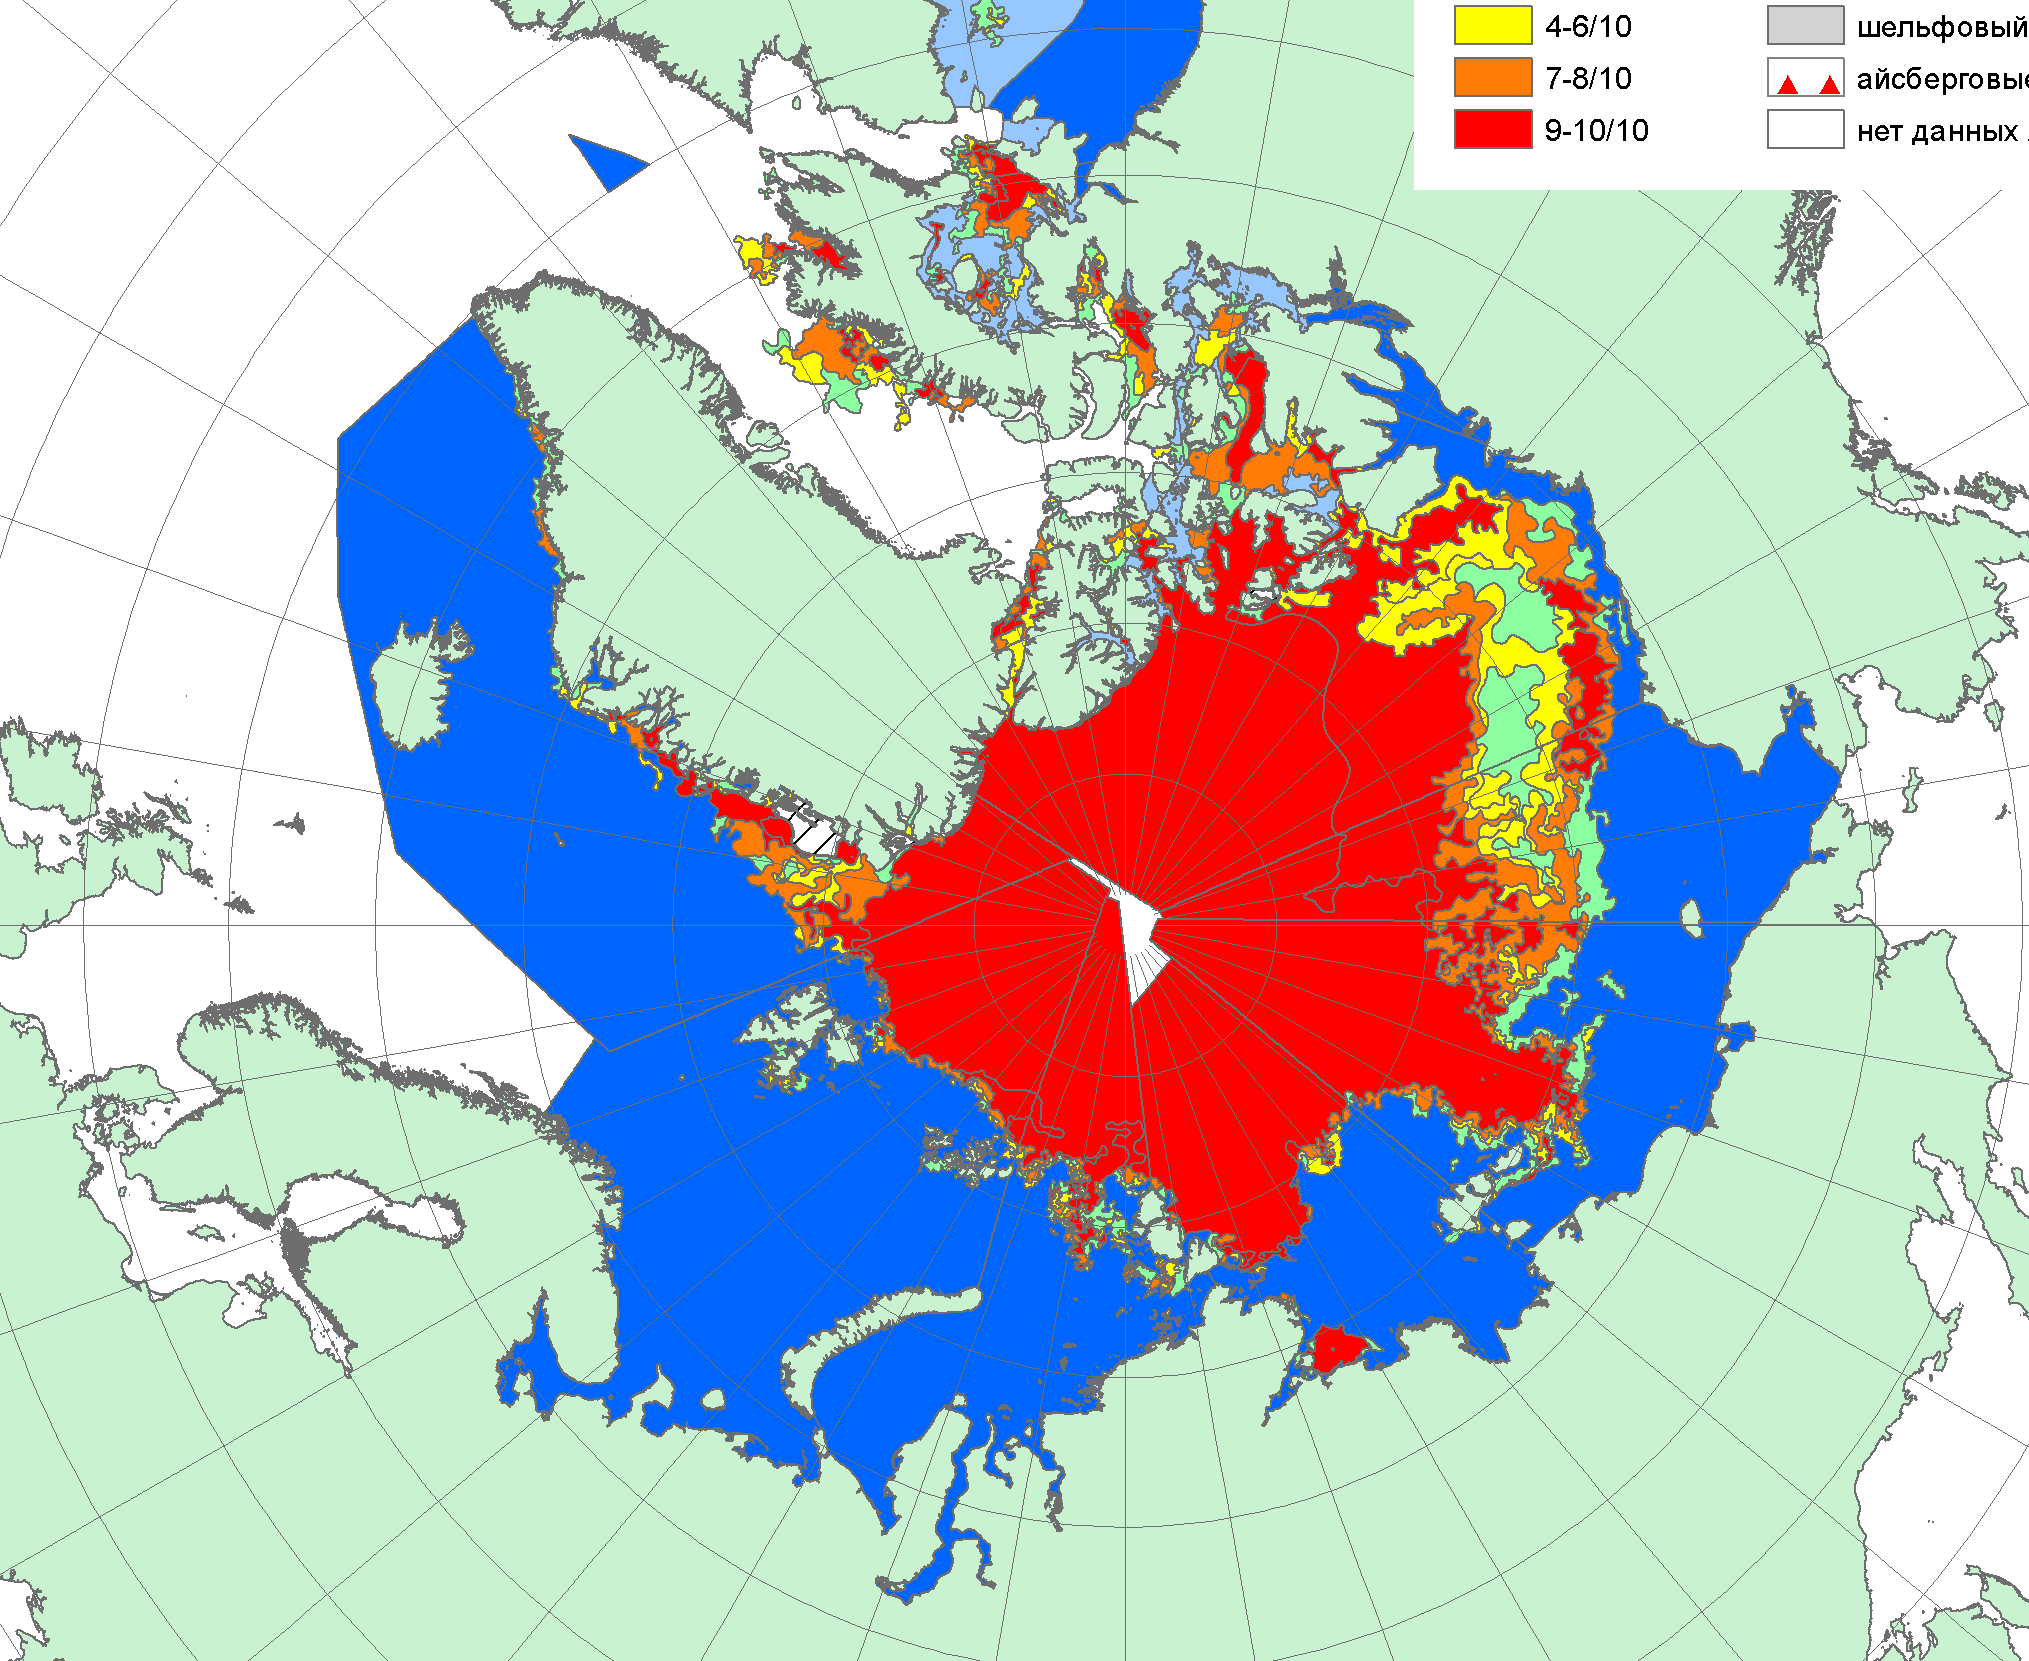 4-6/10
7-8/10
9-10/10
шельфовый
айсберговые
нет данных